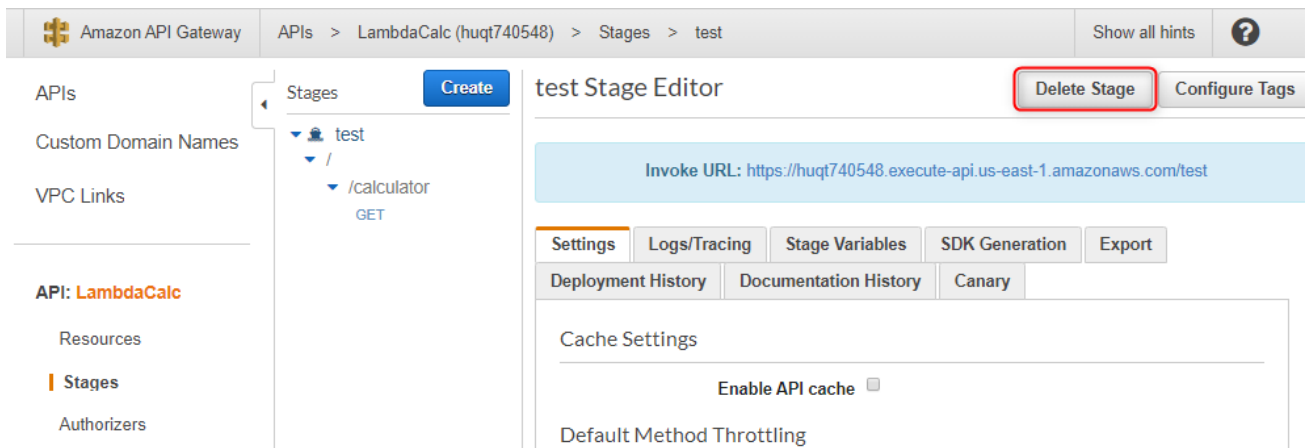 Amazon API Gateway APIs > LambdaCalc (huqt740548) > Stages > test Show all hints ?
APIs
Custom Domain Names
VPC Links
API: LambdaCalc
Resources
Stages
Authorizers
Stages Create
test
/
/calculator
GET
test Stage Editor Delete Stage Configure Tags
Invoke URL: https://huqt740548.execute-api.us-east-1.amazonaws.com/test
Settings Logs/Tracing Stage Variables SDK Generation Export
Deployment History Documentation History Canary
Cache Settings
Enable API cache
Default Method Throttling